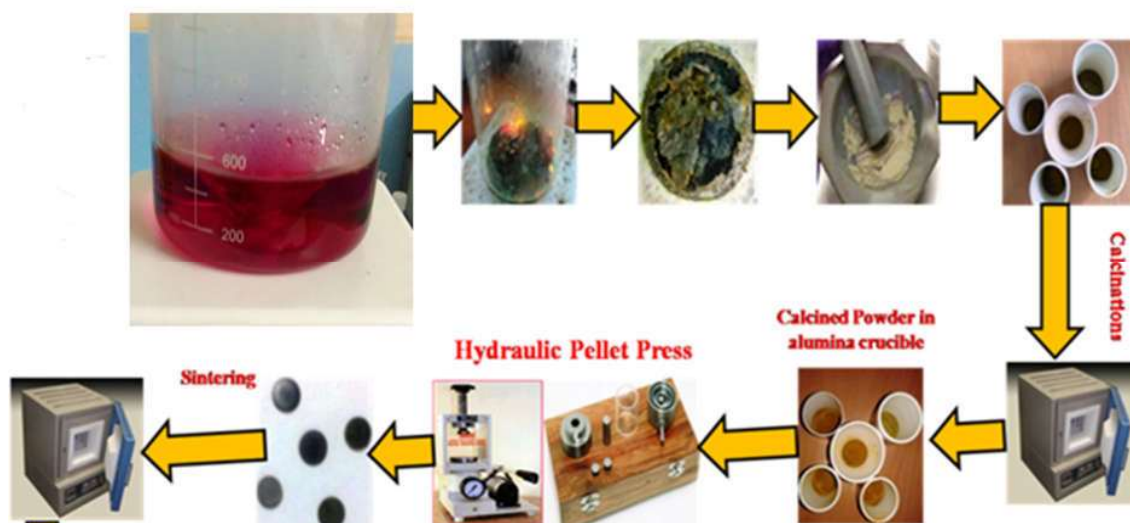 600
200
Calcinations
Calcined Powder in
alumina crucible
Hydraulic Pellet Press
Sintering